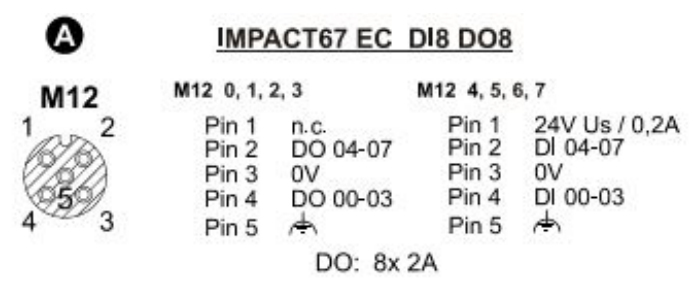 A IMPACT67 EC DI8 DO8
M12
1 2
5
4 3
M12 0, 1, 2, 3
Pin 1 n.c.
Pin 2 DO 04-07
Pin 3 0V
Pin 4 DO 00-03
Pin 5
M12 4, 5, 6, 7
Pin 1 24V Us / 0,2A
Pin 2 DI 04-07
Pin 3 0V
Pin 4 DI 00-03
Pin 5
DO: 8x 2A